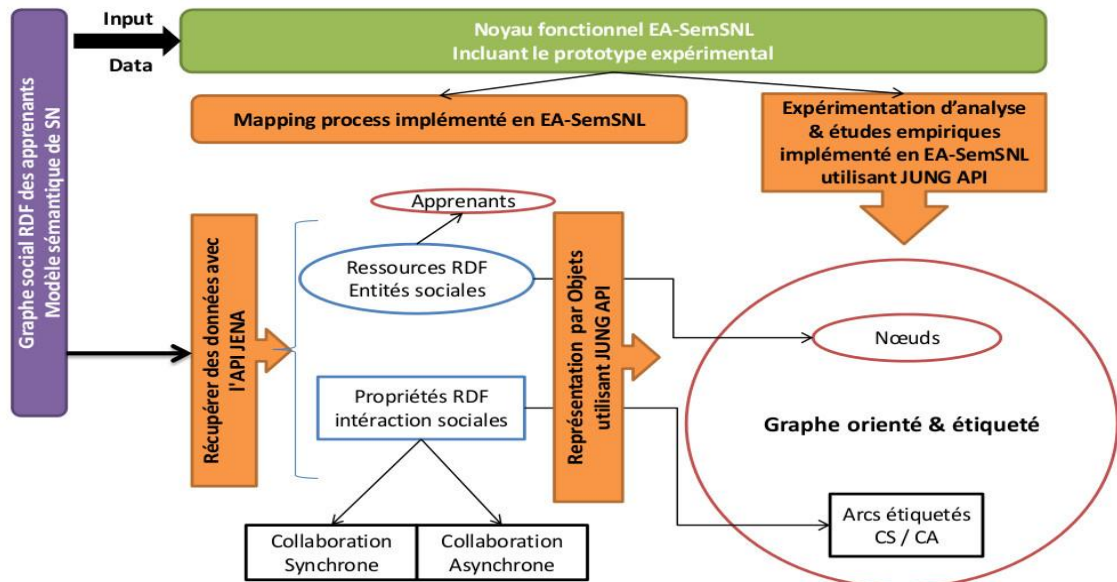 Graphe social RDF des apprenants
Modèle sémantique de SN
Input
Data
Noyau fonctionnel EA-SemSNL
Incluant le prototype expérimental
Mapping process implémenté en EA-SemSNL
Expérimentation d'analyse
& études empiriques
implémenté en EA-SemSNL
utilisant JUNG API
Récupérer des données avec
l'API JENA
Apprenants
Ressources RDF
Entités sociales
Propriétés RDF
intéraction sociales
Collaboration
Synchrone
Collaboration
Asynchrone
Représentation par Objets
utilisant JUNG API
Nœuds
Graphe orienté & étiqueté
Arcs étiquetés
CS / CA